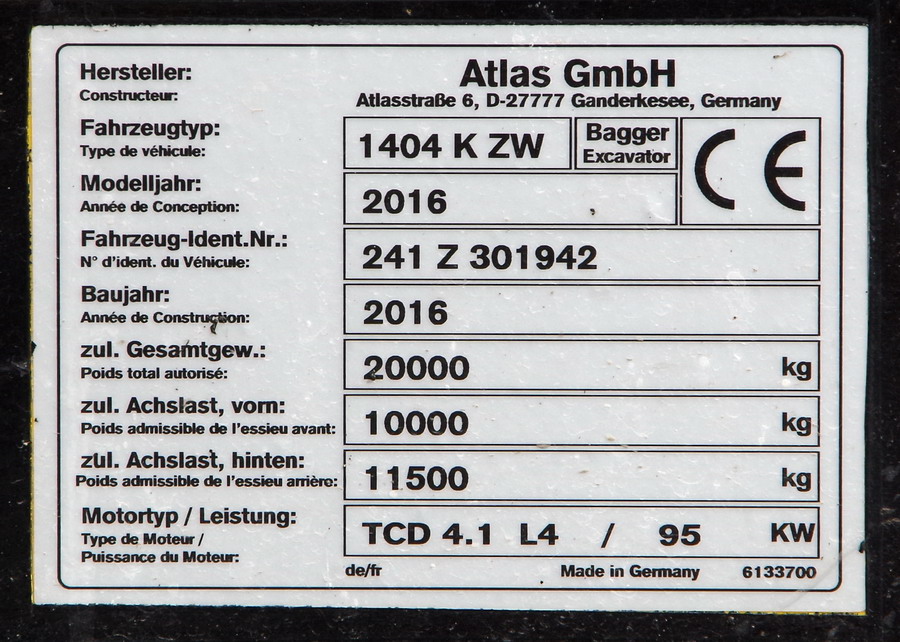 Hersteller:
Constructeur:
Atlas GmbH
Atlasstraße 6, D-27777 Ganderkesee, Germany
Fahrzeugtyp:
Type de véhicule:
1404 K ZW
Bagger
Excavator
CE
Modelljahr:
Année de Conception:
2016
Fahrzeug-Ident.Nr.:
N° d'ident. du Véhicule:
241 Z 301942
Baujahr:
Année de Construction:
2016
zul. Gesamtgew.:
Poids total autorisé:
20000 kg
zul. Achslast, vorn:
Poids admissible de l'essieu avant:
10000 kg
zul. Achslast, hinten:
Poids admissible de l'essieu arrière:
11500 kg
Motortyp / Leistung:
Type de Moteur /
Puissance du Moteur:
TCD 4.1 L4 / 95 KW
de/fr Made in Germany 6133700